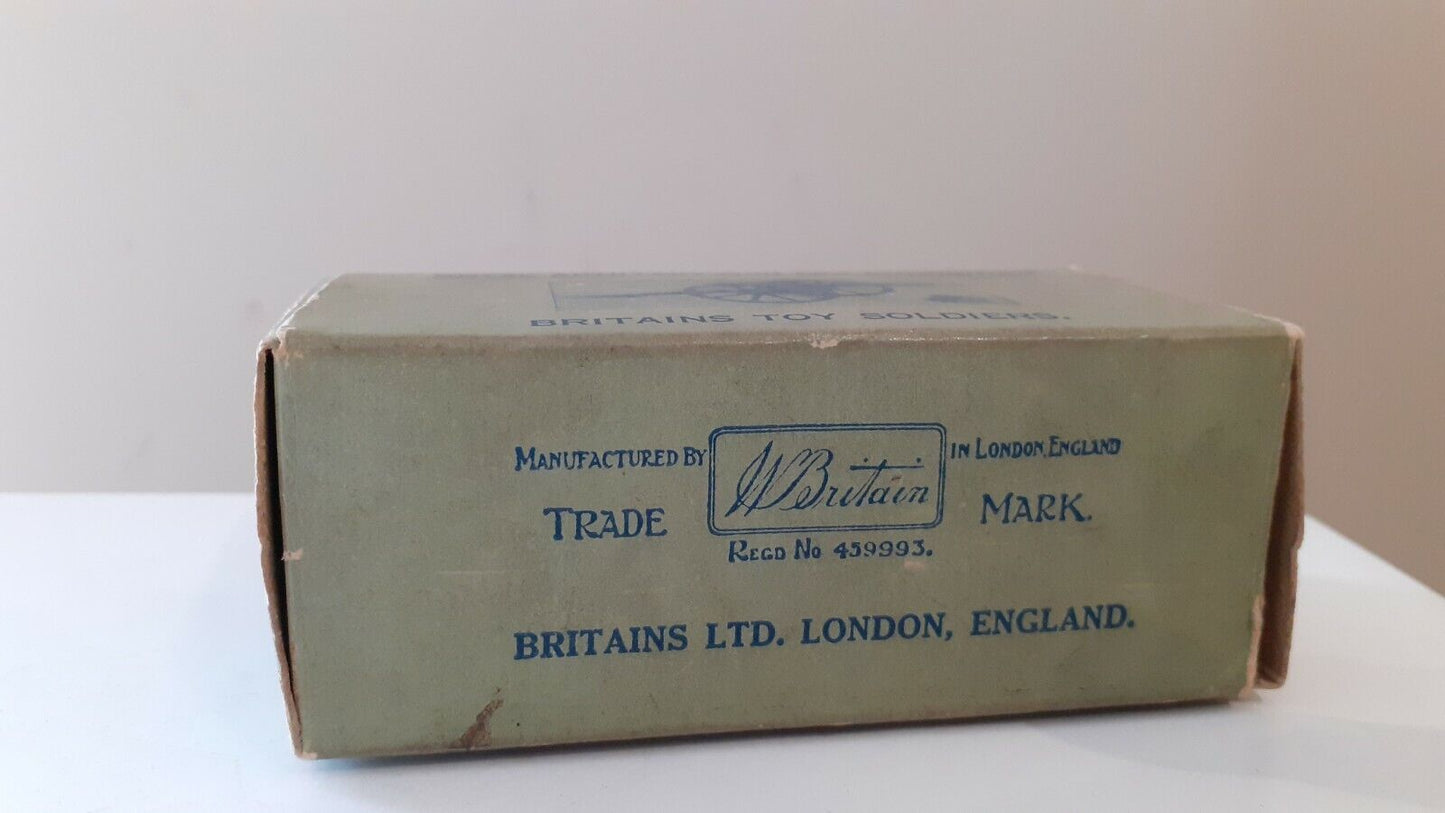 BRITAINS TOY SOLDIERS.
MANUFACTURED BY W Britain IN LONDON, ENGLAND
TRADE MARK.
REGD No 459993.
BRITAINS LTD. LONDON, ENGLAND.